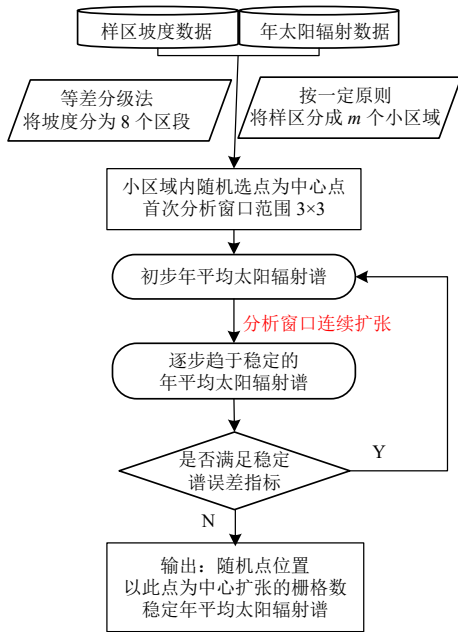 样区坡度数据
年太阳辐射数据
等差分级法
将坡度分为 8 个区段
按一定原则
将样区分成 m 个小区域
小区域内随机选点为中心点
首次分析窗口范围 3×3
初步年平均太阳辐射谱
分析窗口连续扩张
逐步趋于稳定的
年平均太阳辐射谱
是否满足稳定
谱误差指标
Y
N
输出：随机点位置
以此点为中心扩张的栅格数
稳定年平均太阳辐射谱